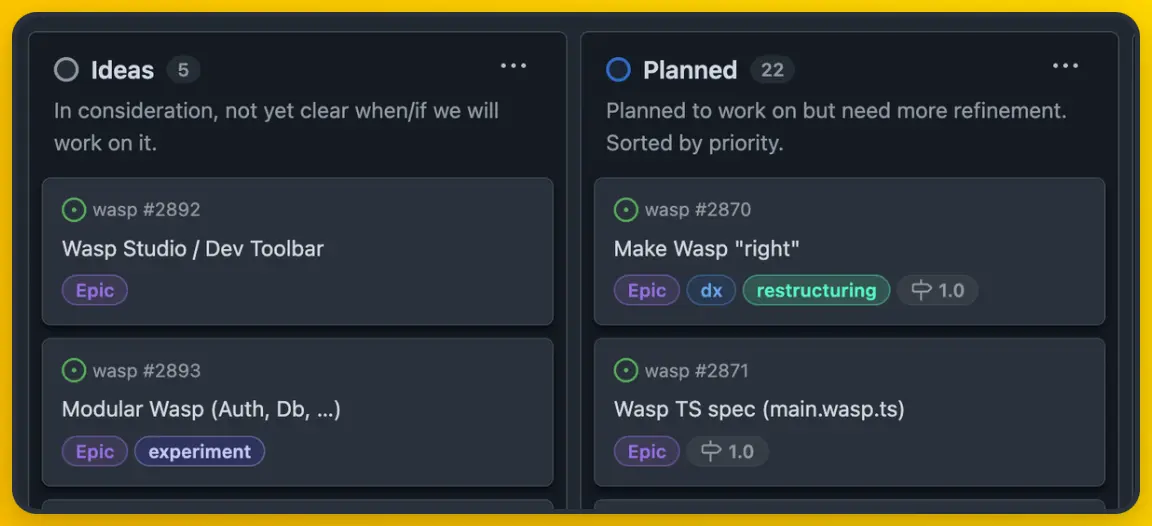 Ideas 5
In consideration, not yet clear when/if we will
work on it.
wasp #2892
Wasp Studio / Dev Toolbar
Epic
wasp #2893
Modular Wasp (Auth, Db, ...)
Epic experiment
Planned 22
Planned to work on but need more refinement.
Sorted by priority.
wasp #2870
Make Wasp "right"
Epic dx restructuring 1.0
wasp #2871
Wasp TS spec (main.wasp.ts)
Epic 1.0